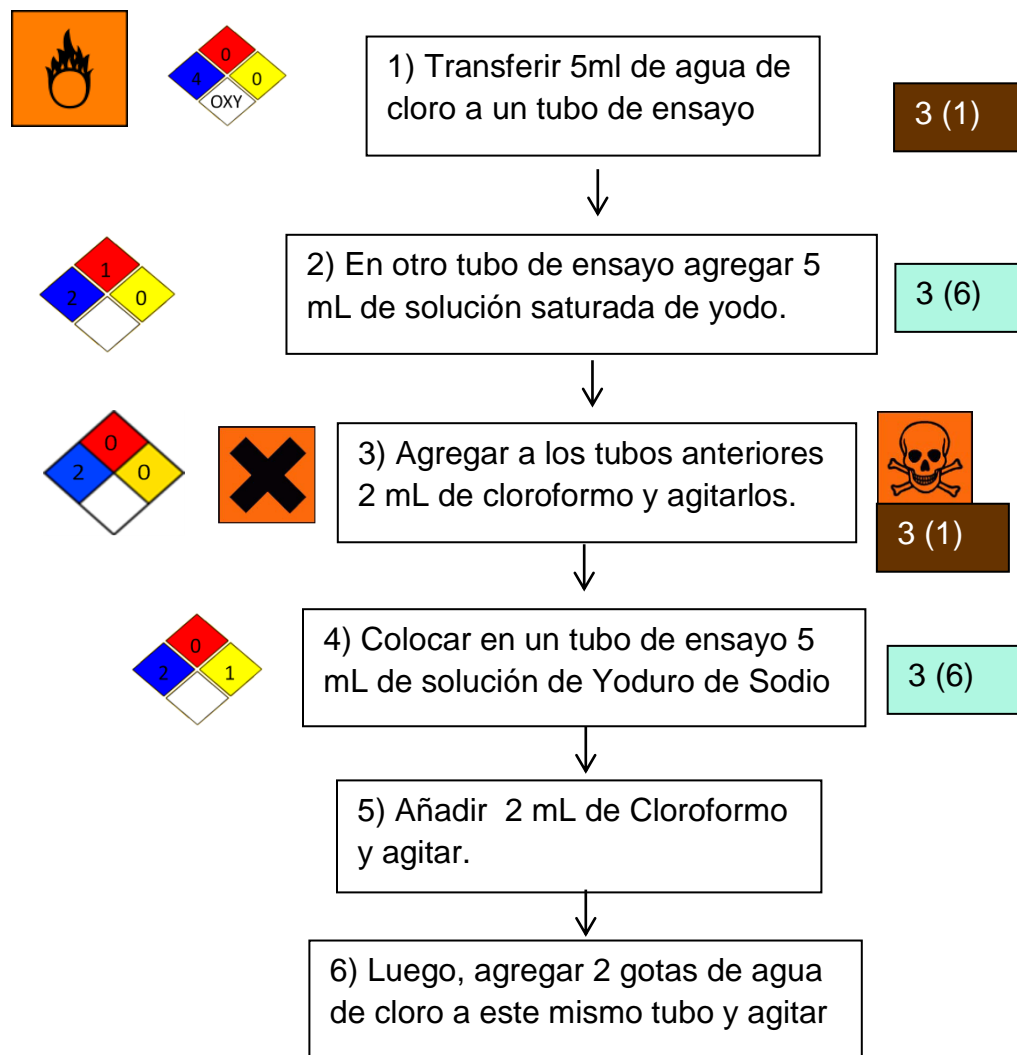 0
4
0
OXY
1) Transferir 5ml de agua de
cloro a un tubo de ensayo
3 (1)
1
2
0
2) En otro tubo de ensayo agregar 5
mL de solución saturada de yodo.
3 (6)
0
2
0
3) Agregar a los tubos anteriores
2 mL de cloroformo y agitarlos.
3 (1)
0
2
1
4) Colocar en un tubo de ensayo 5
mL de solución de Yoduro de Sodio
3 (6)
5) Añadir 2 mL de Cloroformo
y agitar.
6) Luego, agregar 2 gotas de agua
de cloro a este mismo tubo y agitar